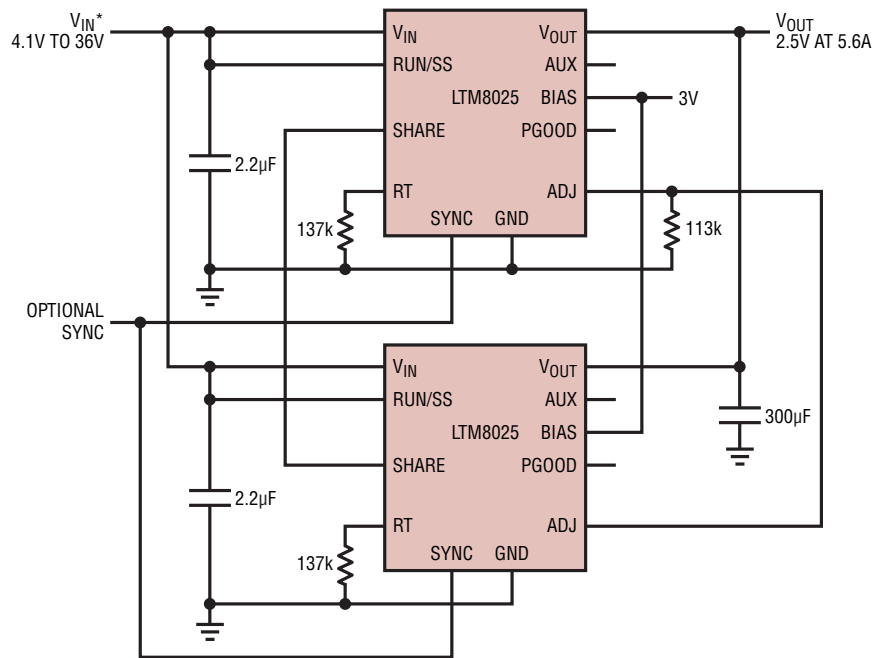 VIN*
4.1V TO 36V
VIN
VOUT
VOUT
2.5V AT 5.6A
RUN/SS
AUX
LTM8025
BIAS
3V
SHARE
PGOOD
2.2µF
RT
ADJ
137k
SYNC
GND
113k
OPTIONAL
SYNC
VIN
VOUT
RUN/SS
AUX
300µF
LTM8025
BIAS
SHARE
PGOOD
2.2µF
RT
ADJ
137k
SYNC
GND